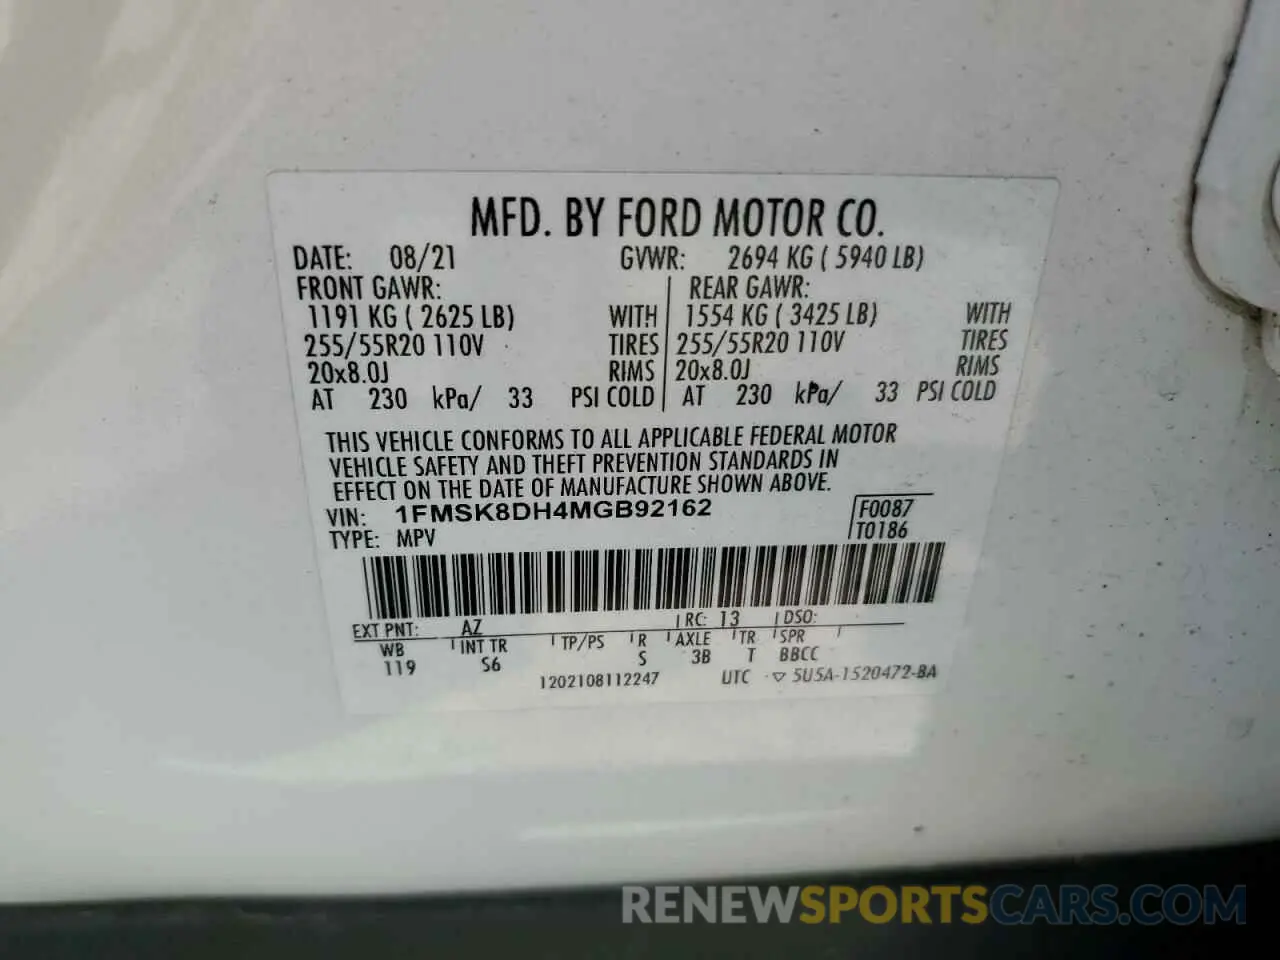 MFD. BY FORD MOTOR CO.
DATE: 08/21 GVWR: 2694 KG ( 5940 LB)
FRONT GAWR: REAR GAWR:
1191 KG ( 2625 LB) WITH 1554 KG ( 3425 LB) WITH
255/55R20 110V TIRES 255/55R20 110V TIRES
20x8.0J RIMS 20x8.0J RIMS
AT 230 kPa/ 33 PSI COLD AT 230 kPa/ 33 PSI COLD
THIS VEHICLE CONFORMS TO ALL APPLICABLE FEDERAL MOTOR
VEHICLE SAFETY AND THEFT PREVENTION STANDARDS IN
EFFECT ON THE DATE OF MANUFACTURE SHOWN ABOVE.
VIN: 1FMSK8DH4MGB92162 F0087
TYPE: MPV T0186
EXT PNT: AZ RC: 13 DSO:
WB INT TR TP/PS R AXLE TR SPR
119 S6 S 3B T BBCC
1202108112247 UTC ▽ 5U5A-1520472-BA
RENEWSPORTSCARS.COM